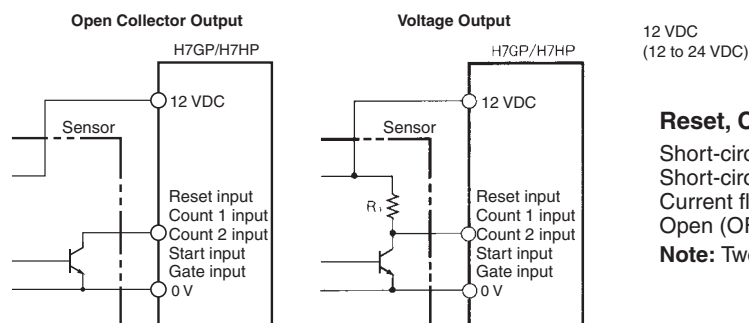 Open Collector Output
H7GP/H7HP
12 VDC
Sensor
Reset input
Count 1 input
Count 2 input
Start input
Gate input
0 V
Voltage Output
H7GP/H7HP
12 VDC
Sensor
R1
Reset input
Count 1 input
Count 2 input
Start input
Gate input
0 V
12 VDC
(12 to 24 VDC)
Reset, C
Short-circ
Short-circ
Current fl
Open (OF
Note: Two